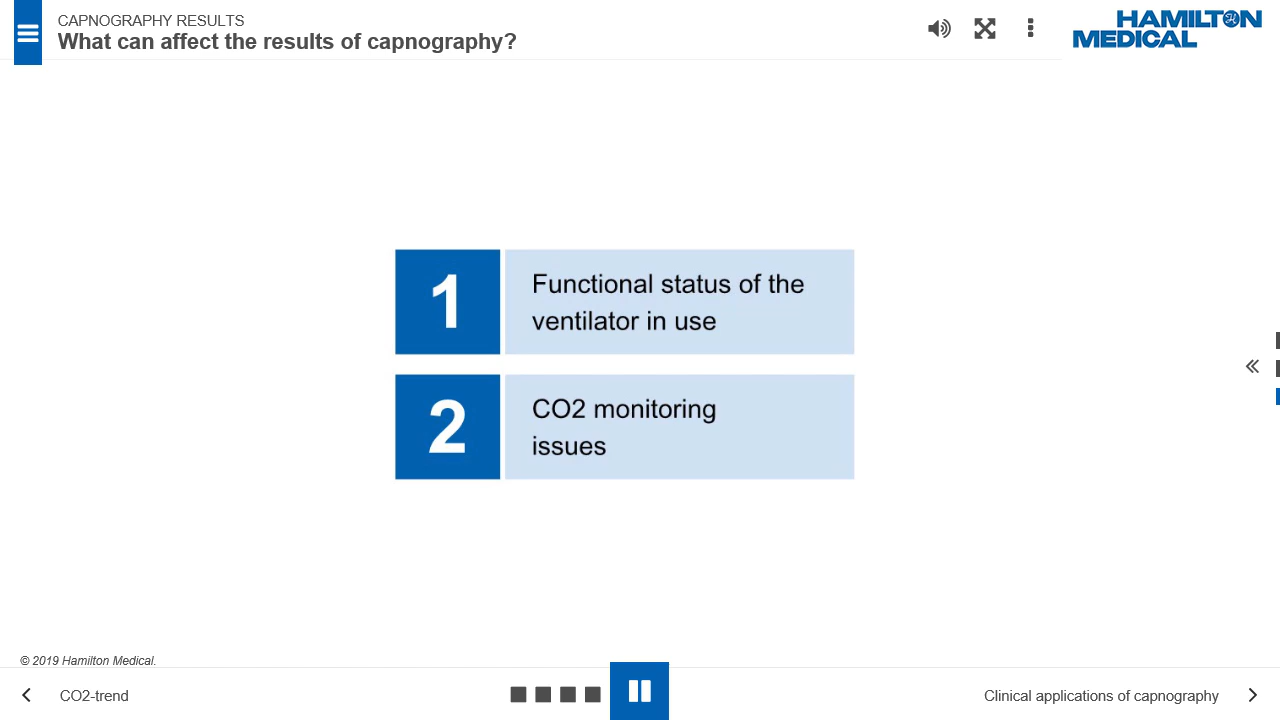 CAPNOGRAPHY RESULTS
What can affect the results of capnography?
HAMILTON
MEDICAL
1
Functional status of the
ventilator in use
2
CO2 monitoring
issues
© 2019 Hamilton Medical.
CO2-trend
Clinical applications of capnography